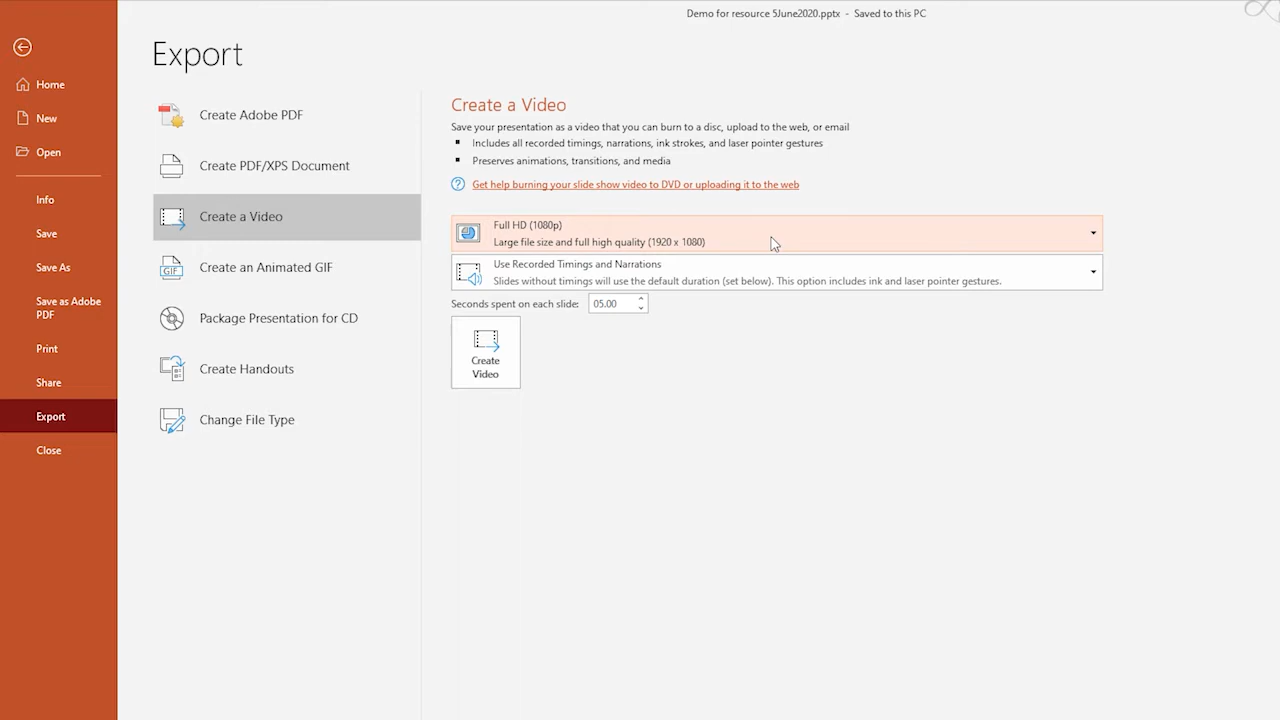 Demo for resource 5June2020.pptx - Saved to this PC
Home
New
Open
Info
Save
Save As
Save as Adobe
PDF
Print
Share
Export
Close
Export
Create Adobe PDF
Create PDF/XPS Document
Create a Video
Create an Animated GIF
GIF
Package Presentation for CD
Create Handouts
Change File Type
Create a Video
Save your presentation as a video that you can burn to a disc, upload to the web, or email
Includes all recorded timings, narrations, ink strokes, and laser pointer gestures
Preserves animations, transitions, and media
Get help burning your slide show video to DVD or uploading it to the web
Full HD (1080p)
Large file size and full high quality (1920 x 1080)
Use Recorded Timings and Narrations
Slides without timings will use the default duration (set below). This option includes ink and laser pointer gestures.
Seconds spent on each slide: 05.00
Create
Video